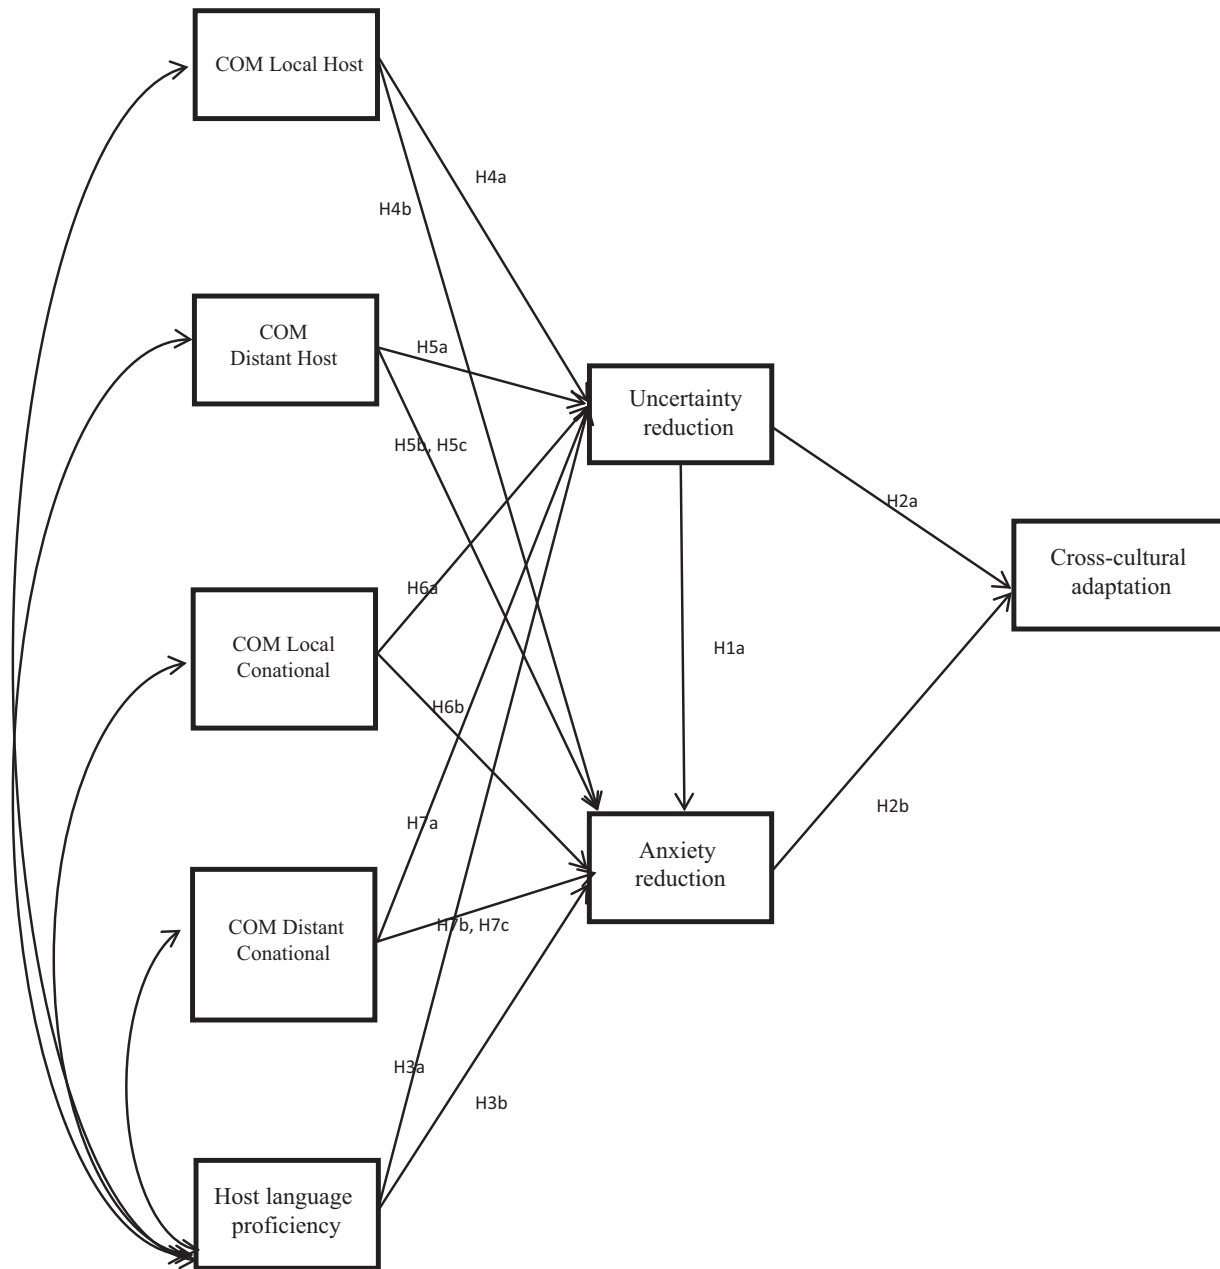 COM Local Host
H4a
H4b
COM
Distant Host
H5a
H5b, H5c
Uncertainty
reduction
H2a
Cross-cultural
adaptation
COM Local
Conational
H6a
H6b
H1a
H2b
COM Distant
Conational
H7a
H7b, H7c
Anxiety
reduction
H3a
H3b
Host language
proficiency